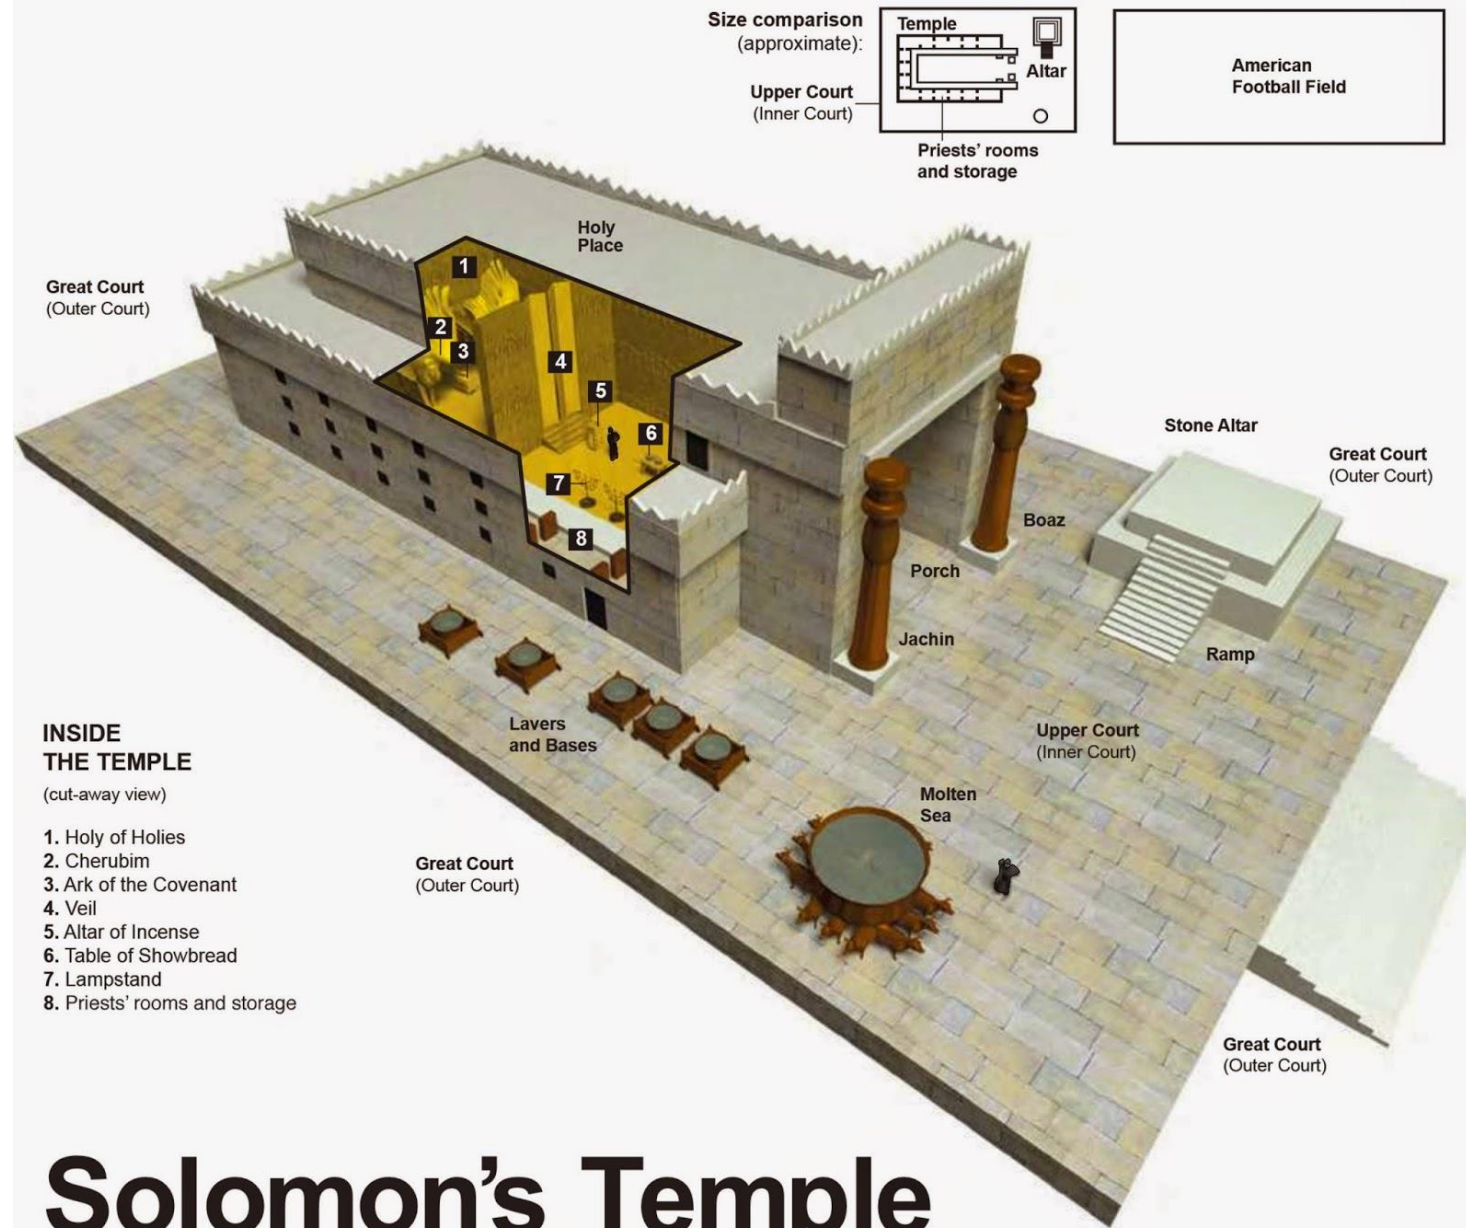 Size comparison
(approximate):
Temple
Altar
Upper Court
(Inner Court)
Priests' rooms
and storage
American
Football Field
Holy
Place
Great Court
(Outer Court)
1
2
3
4
5
6
7
8
Stone Altar
Great Court
(Outer Court)
Boaz
Porch
Jachin
Ramp
Lavers
and Bases
Upper Court
(Inner Court)
Molten
Sea
Great Court
(Outer Court)
Great Court
(Outer Court)
INSIDE
THE TEMPLE
(cut-away view)
1. Holy of Holies
2. Cherubim
3. Ark of the Covenant
4. Veil
5. Altar of Incense
6. Table of Showbread
7. Lampstand
8. Priests' rooms and storage
Solomon's Temple